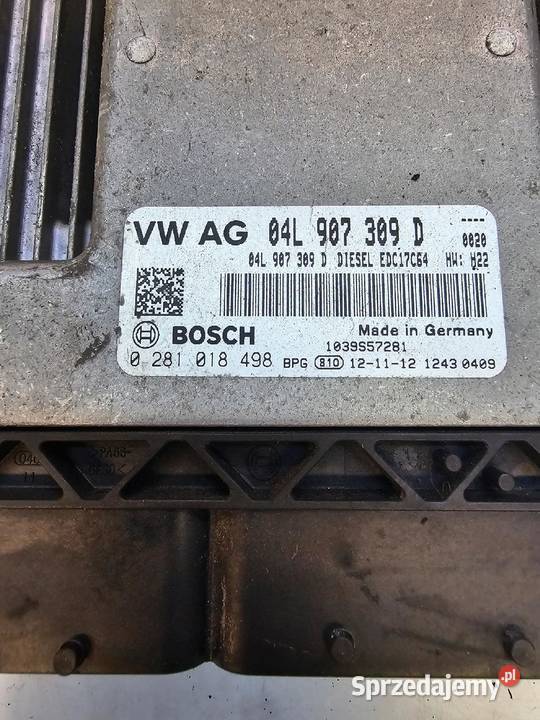 VW AG 04L 907 309 D
----
0020
04L 907 309 D DIESEL EDC17C64 HW: H22
BOSCH
Made in Germany
1039S57281
0 281 018 498 BPG 810 12-11-12 1243 0409
Sprzedajemy.pl